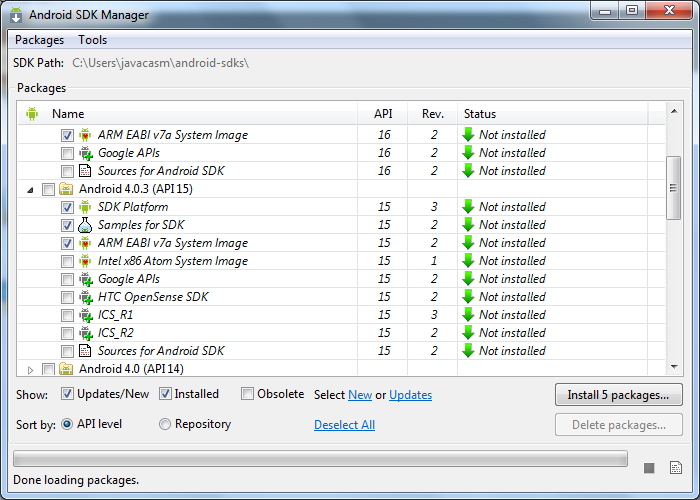 Android SDK Manager
Packages Tools
SDK Path: C:\Users\javacasm\android-sdks\
Packages
Name API Rev. Status
ARM EABI v7a System Image 16 2 Not installed
Google APIs 16 2 Not installed
Sources for Android SDK 16 2 Not installed
Android 4.0.3 (API 15)
SDK Platform 15 3 Not installed
Samples for SDK 15 2 Not installed
ARM EABI v7a System Image 15 2 Not installed
Intel x86 Atom System Image 15 1 Not installed
Google APIs 15 2 Not installed
HTC OpenSense SDK 15 2 Not installed
ICS_R1 15 3 Not installed
ICS_R2 15 2 Not installed
Sources for Android SDK 15 2 Not installed
Android 4.0 (API 14)
Show: Updates/New Installed Obsolete Select New or Updates Install 5 packages...
Sort by: API level Repository Deselect All Delete packages...
Done loading packages.